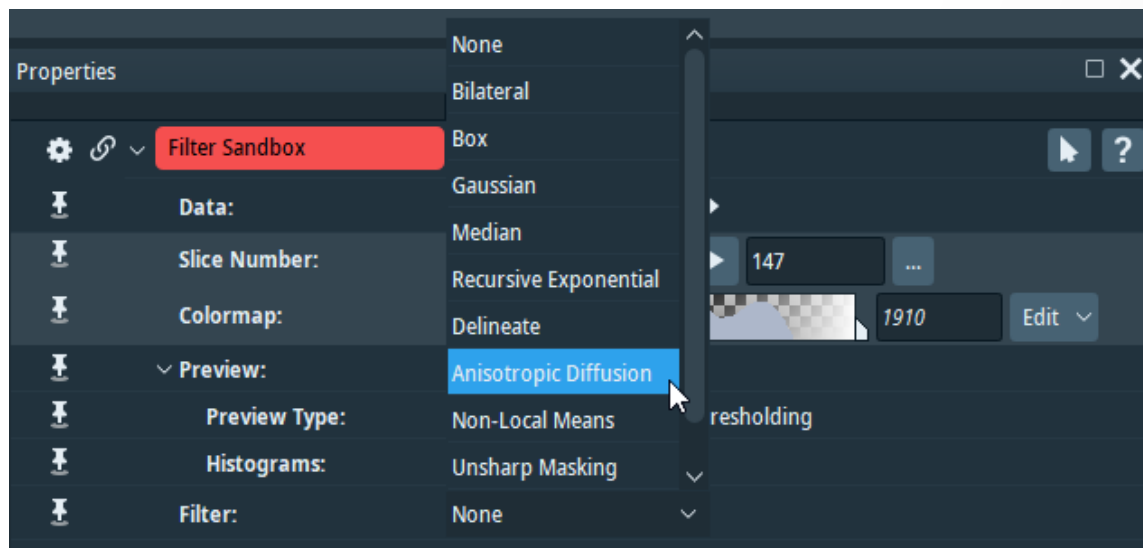 Properties
None
Bilateral
Box
Gaussian
Median
Recursive Exponential
Delineate
Anisotropic Diffusion
Non-Local Means
Unsharp Masking
Filter Sandbox
?
Data:
Slice Number:
147
...
Colormap:
1910
Edit
Preview:
Preview Type:
resholding
Histograms:
Filter:
None